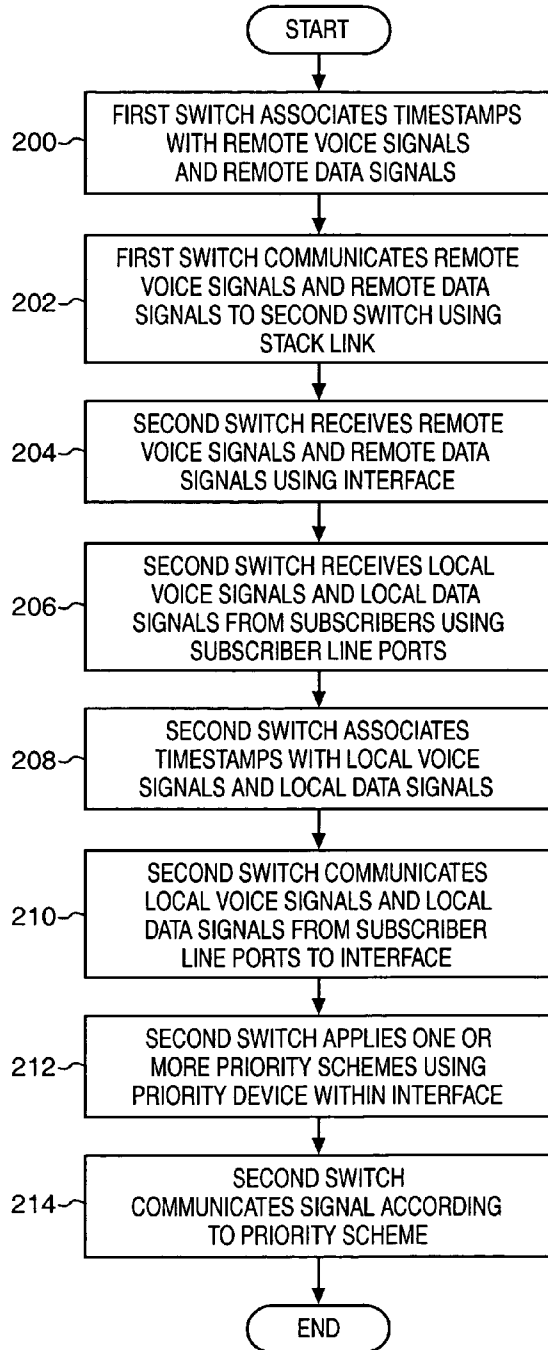 START
200
FIRST SWITCH ASSOCIATES TIMESTAMPS
WITH REMOTE VOICE SIGNALS
AND REMOTE DATA SIGNALS
202
FIRST SWITCH COMMUNICATES REMOTE
VOICE SIGNALS AND REMOTE DATA
SIGNALS TO SECOND SWITCH USING
STACK LINK
204
SECOND SWITCH RECEIVES REMOTE
VOICE SIGNALS AND REMOTE DATA
SIGNALS USING INTERFACE
206
SECOND SWITCH RECEIVES LOCAL
VOICE SIGNALS AND LOCAL DATA
SIGNALS FROM SUBSCRIBERS USING
SUBSCRIBER LINE PORTS
208
SECOND SWITCH ASSOCIATES
TIMESTAMPS WITH LOCAL VOICE
SIGNALS AND LOCAL DATA SIGNALS
210
SECOND SWITCH COMMUNICATES
LOCAL VOICE SIGNALS AND LOCAL
DATA SIGNALS FROM SUBSCRIBER
LINE PORTS TO INTERFACE
212
SECOND SWITCH APPLIES ONE OR
MORE PRIORITY SCHEMES USING
PRIORITY DEVICE WITHIN INTERFACE
214
SECOND SWITCH
COMMUNICATES SIGNAL ACCORDING
TO PRIORITY SCHEME
END